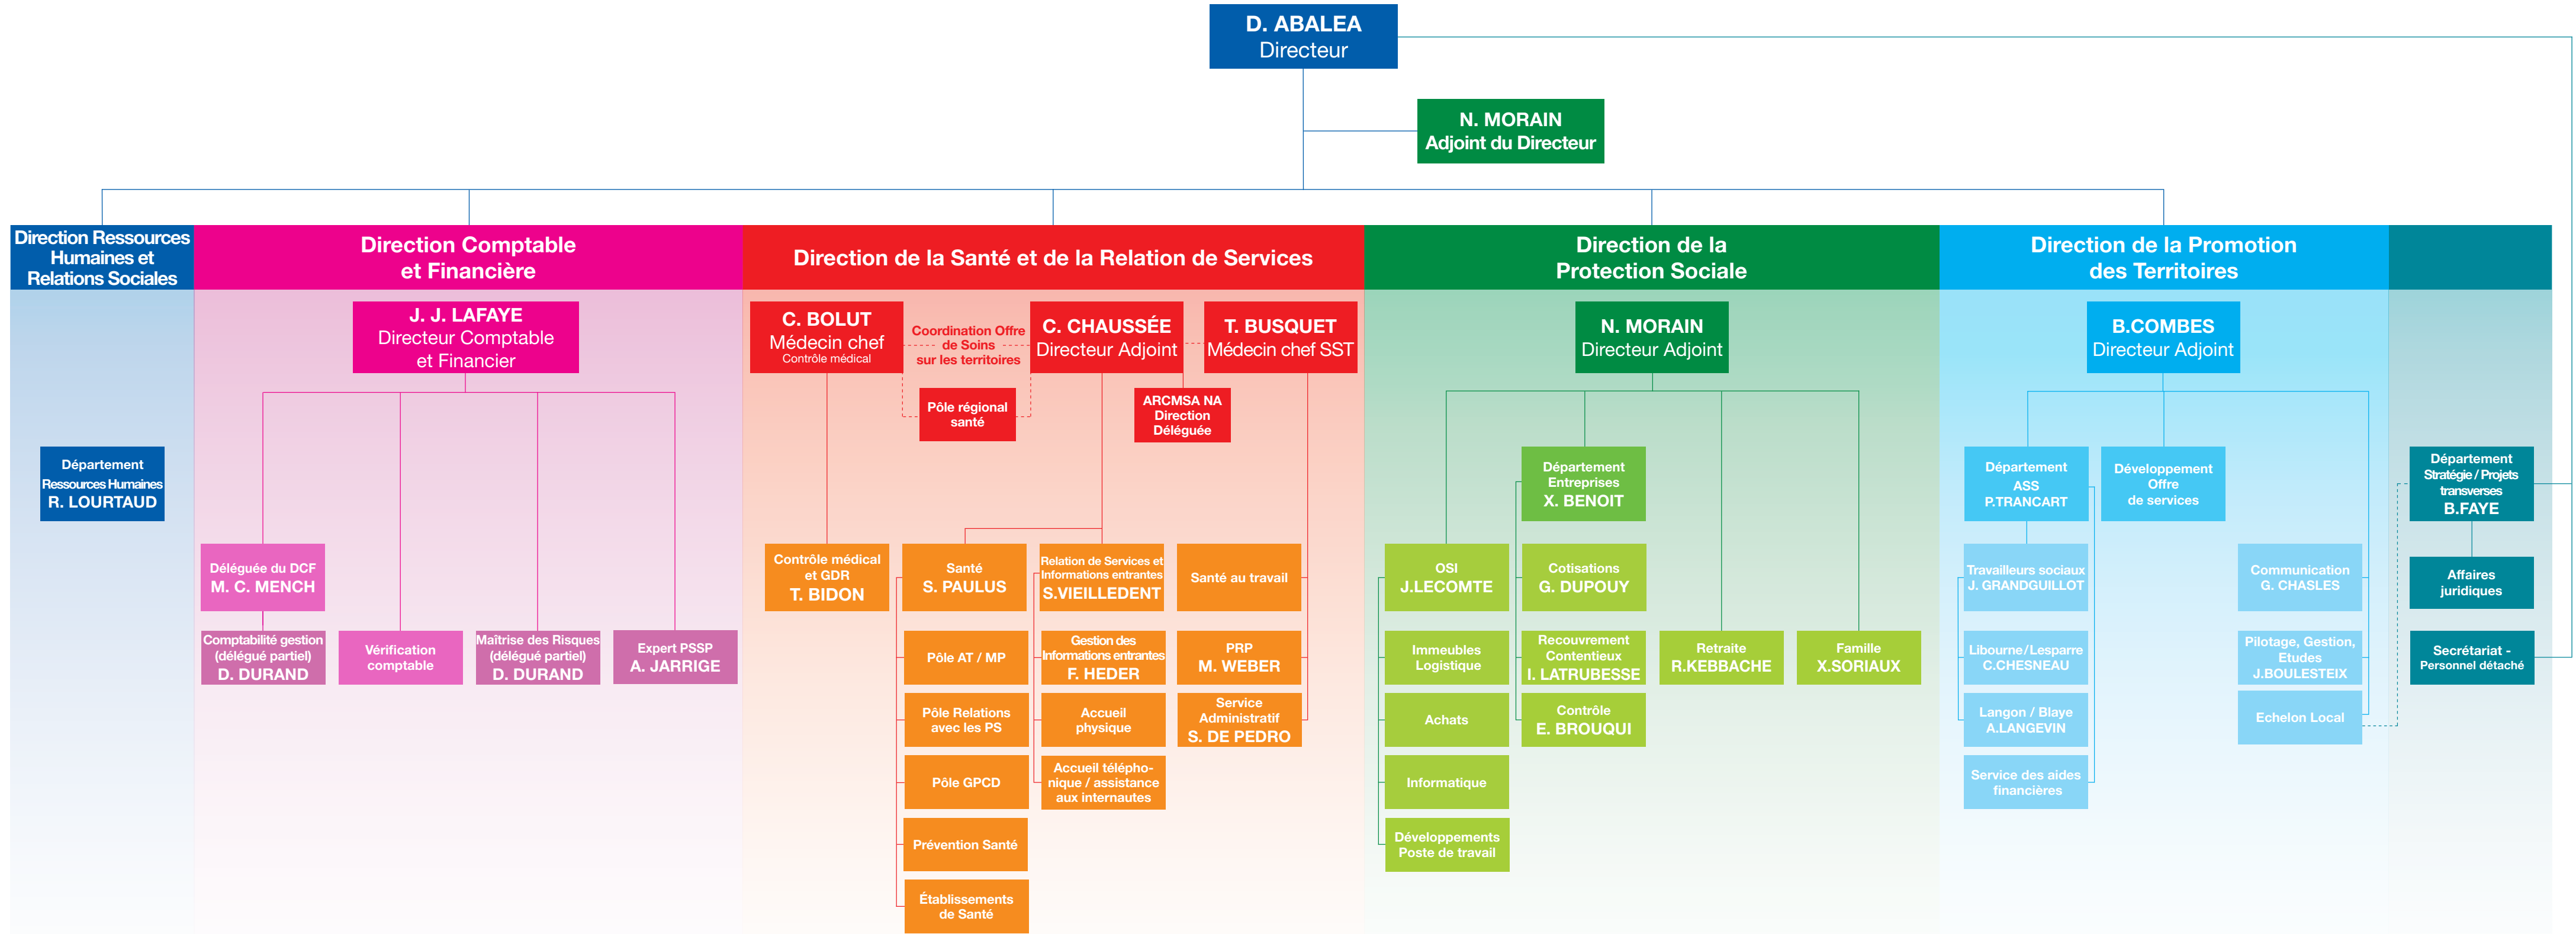 D. ABALEA
Directeur
N. MORAIN
Adjoint du Directeur
Direction Ressources
Humaines et
Relations Sociales
Département
Ressources Humaines
R. LOURTAUD
Direction Comptable
et Financière
J. J. LAFAYE
Directeur Comptable
et Financier
Déléguée du DCF
M. C. MENCH
Comptabilité gestion
(délégué partiel)
D. DURAND
Vérification
comptable
Maîtrise des Risques
(délégué partiel)
D. DURAND
Expert PSSP
A. JARRIGE
Direction de la Santé et de la Relation de Services
C. BOLUT
Médecin chef
Contrôle médical
Coordination Offre
de Soins
sur les territoires
C. CHAUSSÉE
Directeur Adjoint
T. BUSQUET
Médecin chef SST
Pôle régional
santé
ARCMSA NA
Direction
Déléguée
Contrôle médical
et GDR
T. BIDON
Santé
S. PAULUS
Pôle AT / MP
Pôle Relations
avec les PS
Pôle GPCD
Prévention Santé
Établissements
de Santé
Relation de Services et
Informations entrantes
S.VIEILLEDENT
Gestion des
Informations entrantes
F. HEDER
Accueil
physique
Accueil télépho-
nique / assistance
aux internautes
Santé au travail
PRP
M. WEBER
Service
Administratif
S. DE PEDRO
Direction de la
Protection Sociale
N. MORAIN
Directeur Adjoint
OSI
J.LECOMTE
Immeubles
Logistique
Achats
Informatique
Développements
Poste de travail
Département
Entreprises
X. BENOIT
Cotisations
G. DUPOUY
Recouvrement
Contentieux
I. LATRUBESSE
Contrôle
E. BROUQUI
Retraite
R.KEBBACHE
Famille
X.SORIAUX
Direction de la Promotion
des Territoires
B.COMBES
Directeur Adjoint
Département
ASS
P.TRANCART
Travailleurs sociaux
J. GRANDGUILLOT
Libourne/Lesparre
C.CHESNEAU
Langon / Blaye
A.LANGEVIN
Service des aides
financières
Développement
Offre
de services
Communication
G. CHASLES
Pilotage, Gestion,
Etudes
J.BOULESTEIX
Echelon Local
Département
Stratégie / Projets
transverses
B.FAYE
Affaires
juridiques
Secrétariat -
Personnel détaché